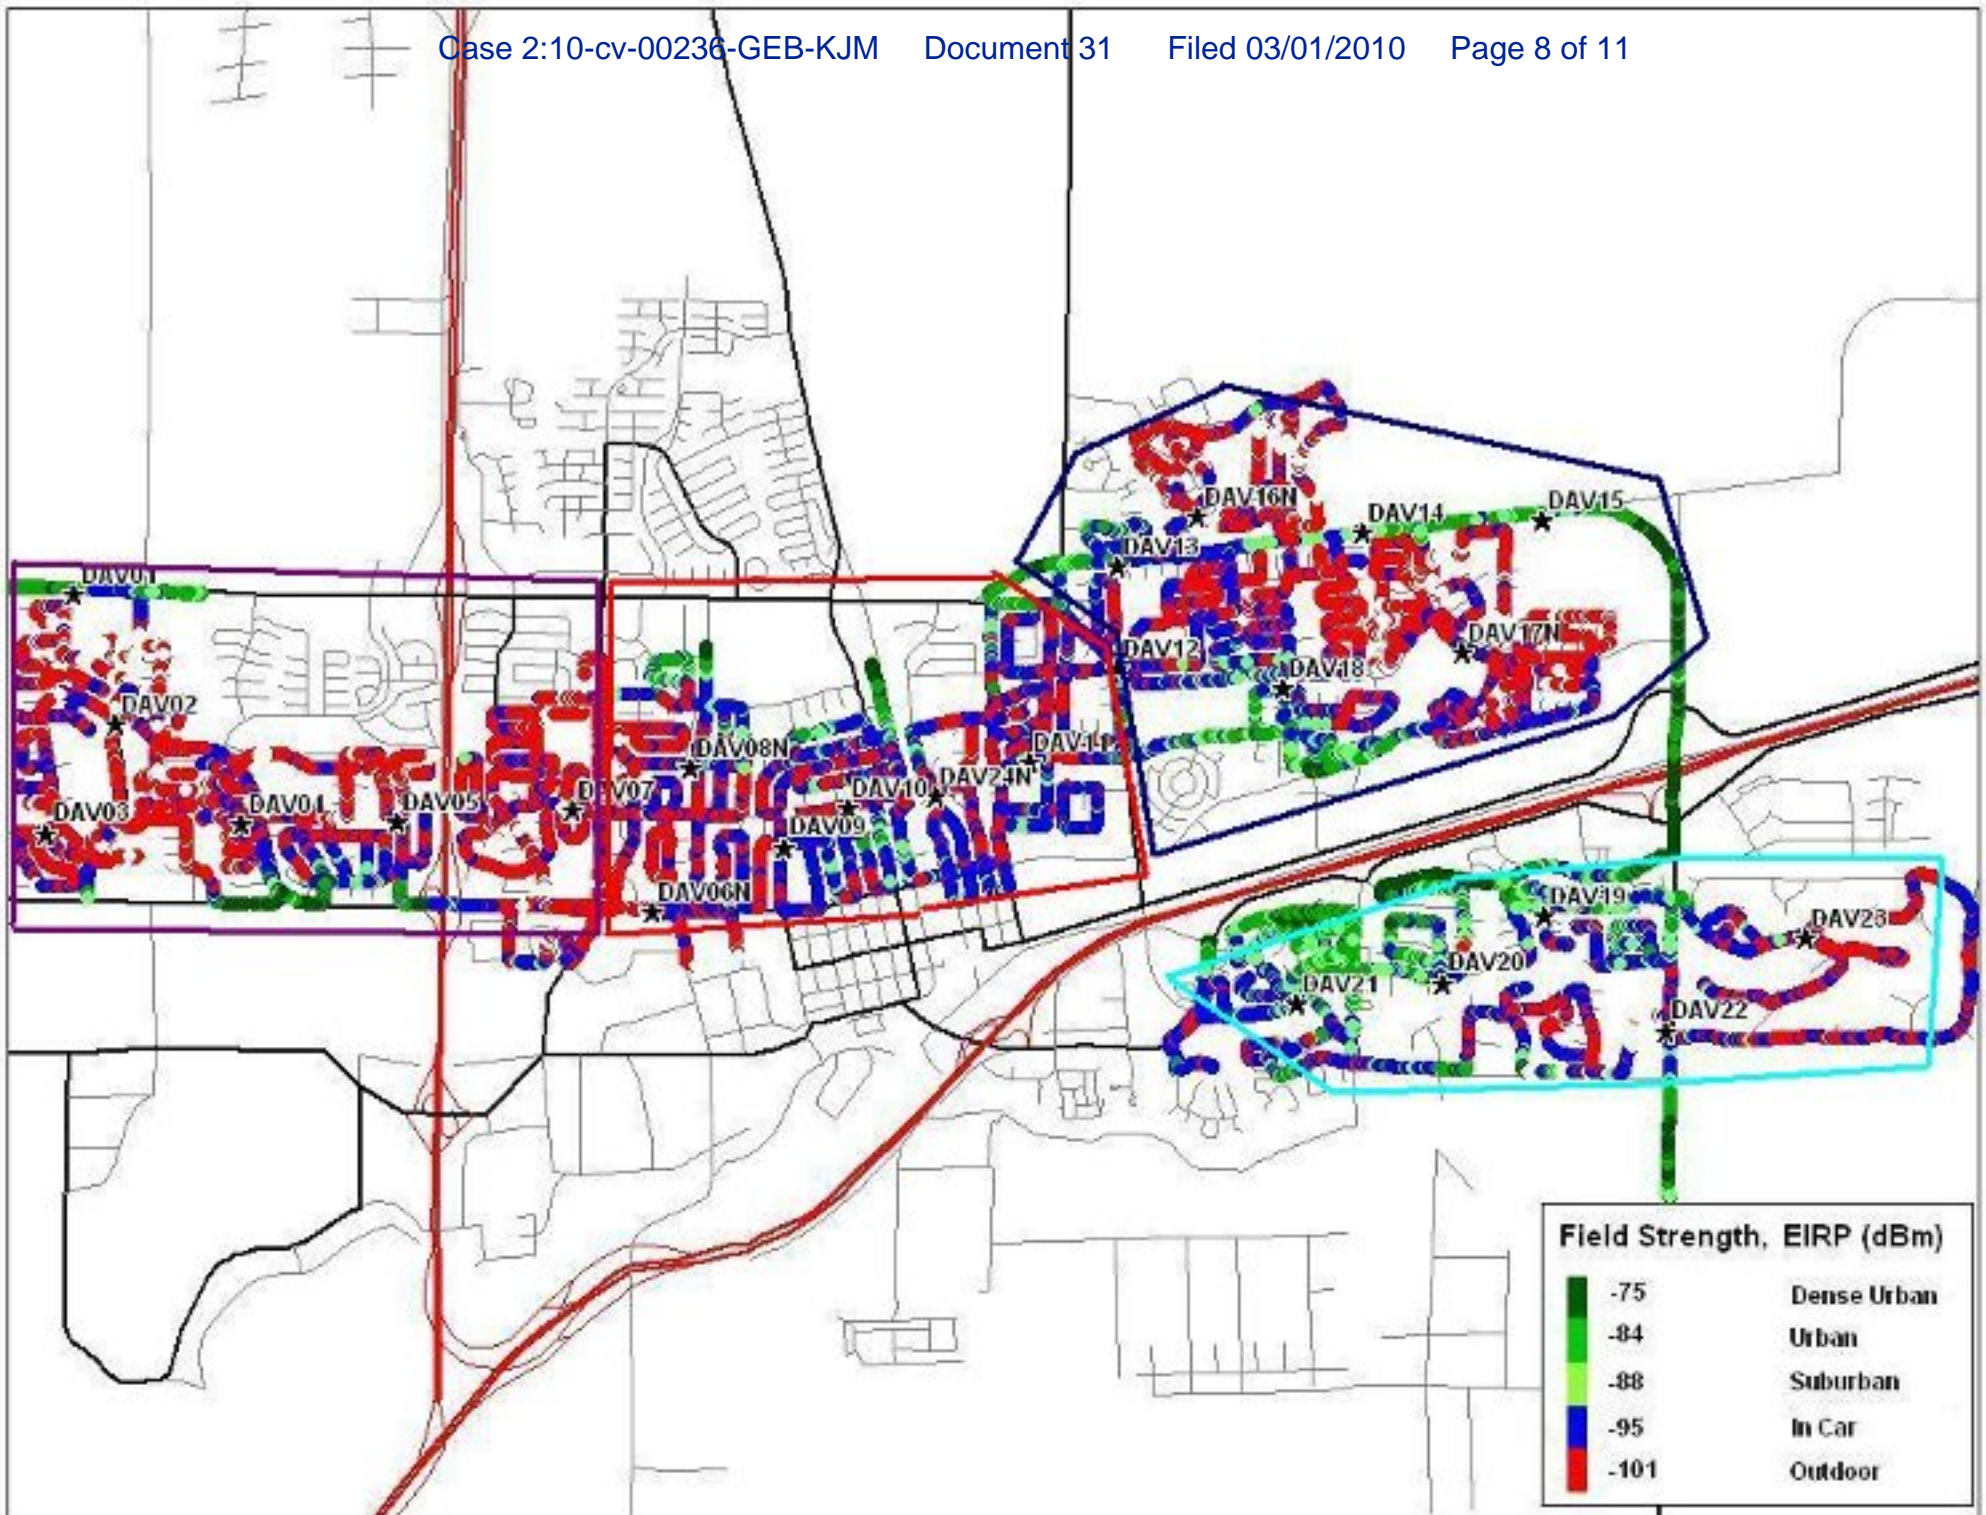 Case 2:10-cv-00236-GEB-KJM Document 31 Filed 03/01/2010 Page 8 of 11
DAV16N
DAV14
DAV15
DAV13
DAV01
DAV12
DAV17N
DAV18
DAV02
DAV08N
DAV11
DAV03
DAV04
DAV05
DAV07
DAV10
DAV24N
DAV09
DAV06N
DAV19
DAV23
DAV20
DAV21
DAV22
Field Strength, EIRP (dBm)
-75 Dense Urban
-84 Urban
-88 Suburban
-95 In Car
-101 Outdoor